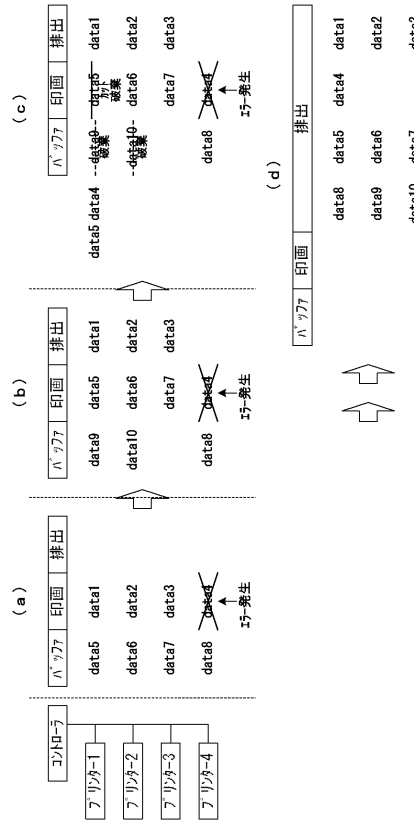 (a)
ｺﾝﾄﾛｰﾗ
ﾊﾞｯﾌｧ 印画 排出
ﾌﾟﾘﾝﾀｰ1 data5 data1
ﾌﾟﾘﾝﾀｰ2 data6 data2
ﾌﾟﾘﾝﾀｰ3 data7 data3
ﾌﾟﾘﾝﾀｰ4 data8 data4
ｴﾗｰ発生
(b)
ﾊﾞｯﾌｧ 印画 排出
data9 data5 data1
data10 data6 data2
data7 data3
data8 data4
ｴﾗｰ発生
(c)
ﾊﾞｯﾌｧ 印画 排出
data5 data4 data9 data5 data1
破棄 ｶｯﾄ
破棄
data10 data6 data2
破棄
data7 data3
data8 data4
ｴﾗｰ発生
(d)
ﾊﾞｯﾌｧ 印画 排出
data8 data5 data4 data1
data9 data6 data2
data10 data7 data3